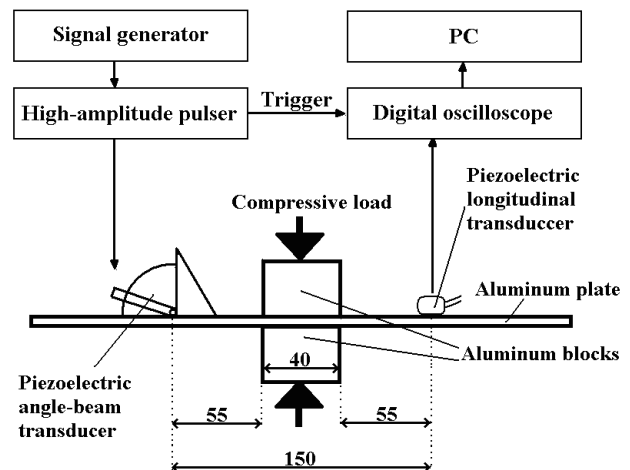 Signal generator
PC
High-amplitude pulser
Trigger
Digital oscilloscope
Piezoelectric
longitudinal
transduccer
Compressive load
Aluminum plate
Aluminum blocks
Piezoelectric
angle-beam
transducer
40
55
55
150